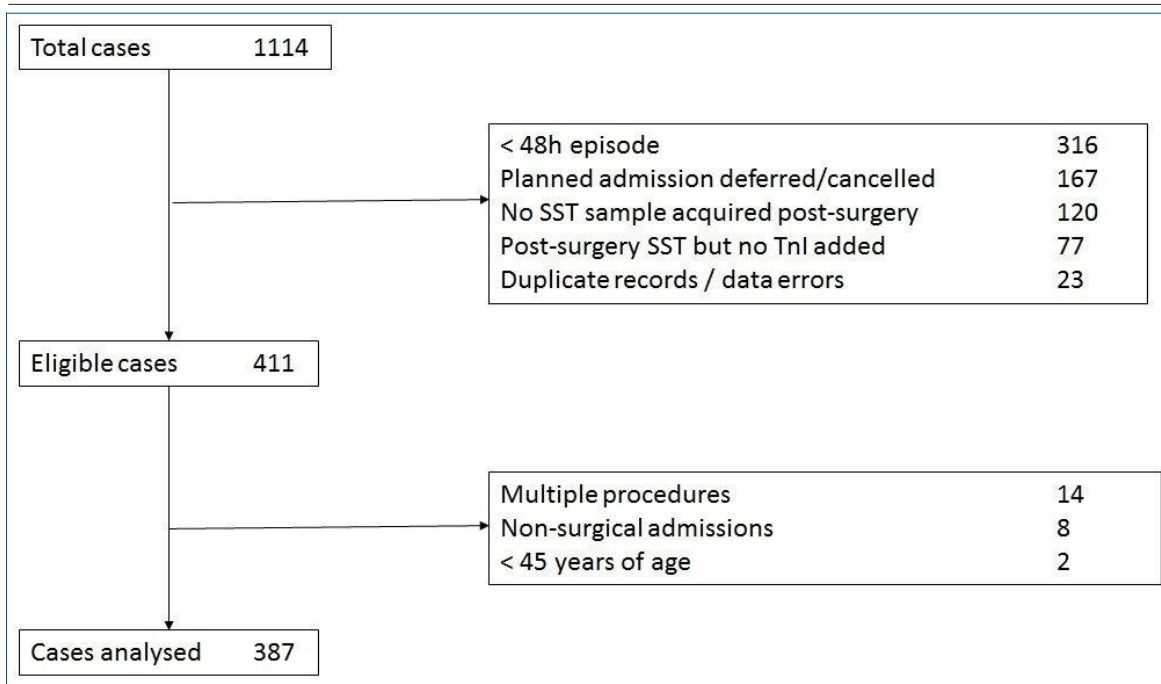 Total cases 1114
< 48h episode 316
Planned admission deferred/cancelled 167
No SST sample acquired post-surgery 120
Post-surgery SST but no TnI added 77
Duplicate records / data errors 23
Eligible cases 411
Multiple procedures 14
Non-surgical admissions 8
< 45 years of age 2
Cases analysed 387